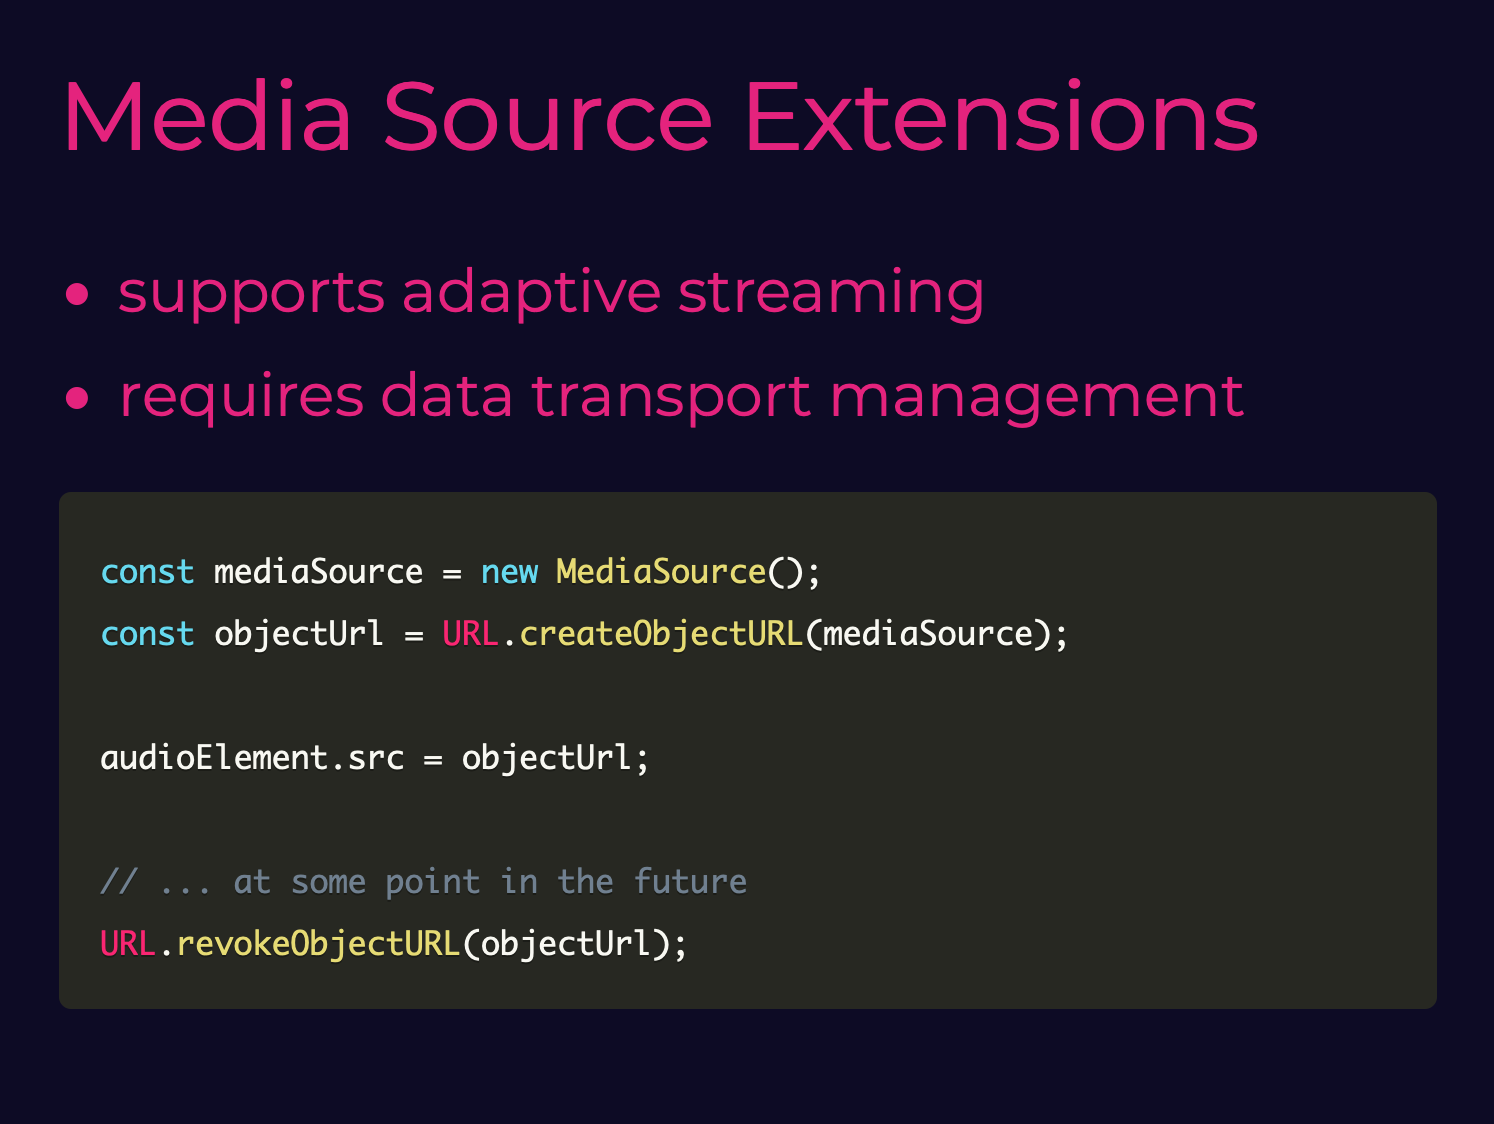 Media Source Extensions
• supports adaptive streaming
• requires data transport management
const mediaSource = new MediaSource();
const objectUrl = URL.createObjectURL(mediaSource);
audioElement.src = objectUrl;
// ... at some point in the future
URL.revokeObjectURL(objectUrl);